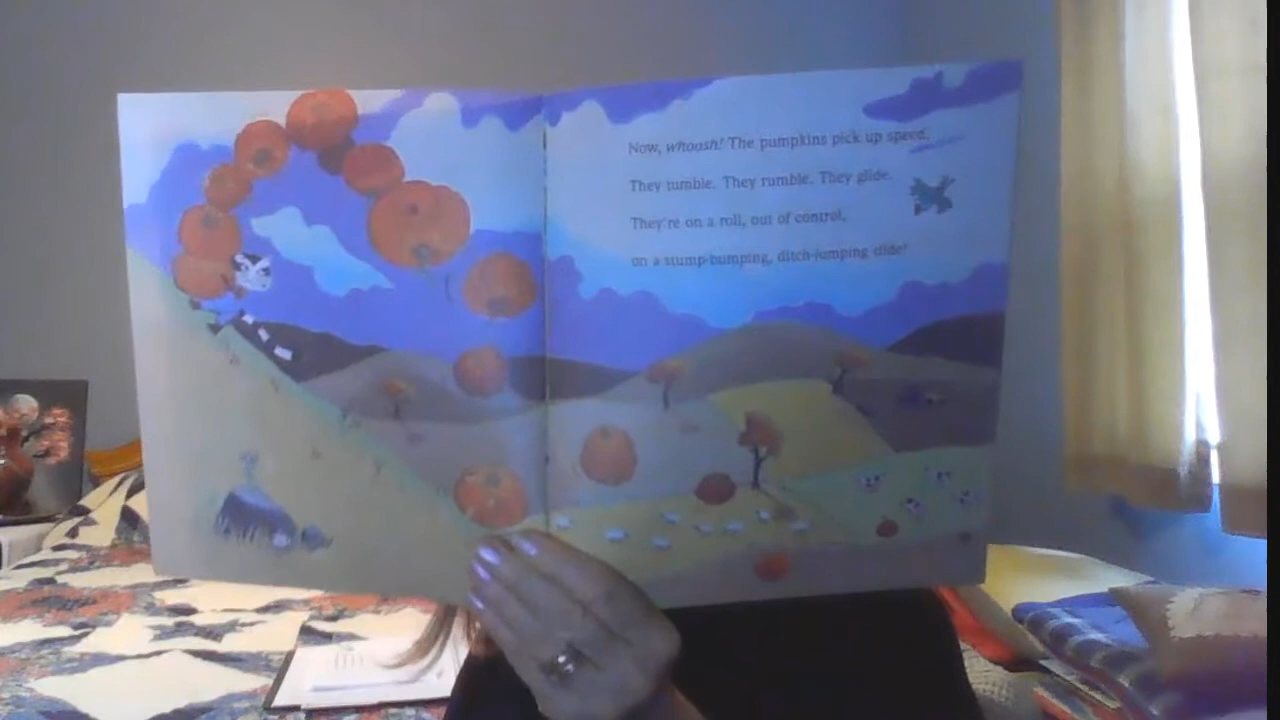 Now, whoosh! The pumpkins pick up speed.
They tumble. They rumble. They glide.
They're on a roll, out of control,
on a stump-bumping, ditch-jumping slide!